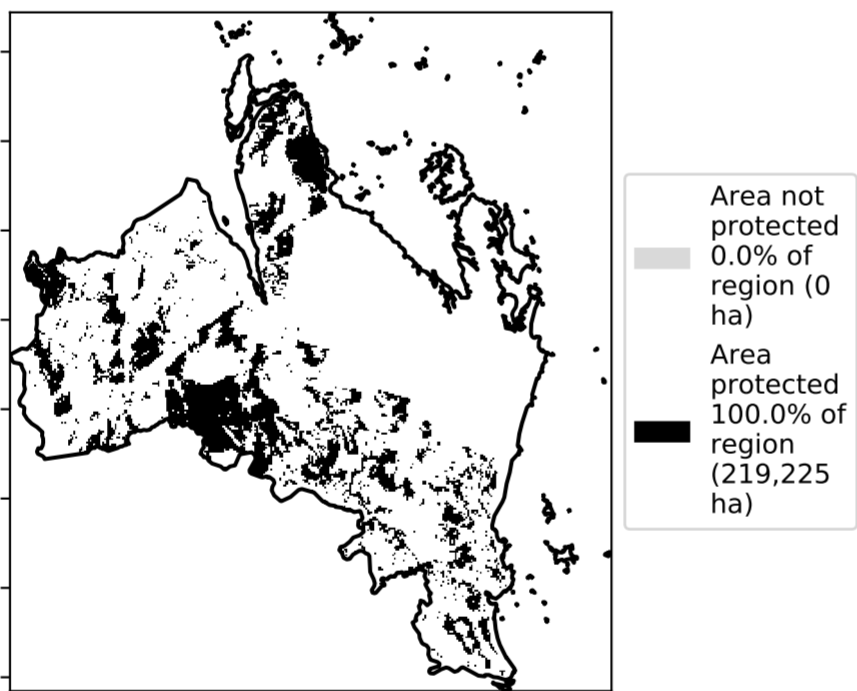 Area not
protected
0.0% of
region (0
ha)
Area
protected
100.0% of
region
(219,225
ha)